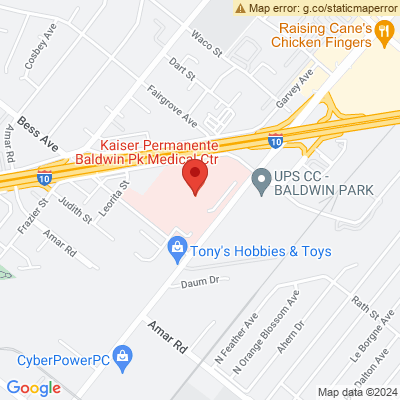 Map error: g.co/staticmaperror
Raising Cane's
Chicken Fingers
Cosbey Ave
Waco St
Dart St
Garvey Ave
Fairgrove Ave
Bess Ave
Amar Rd
Kaiser Permanente
Baldwin Pk Medical Ctr
10
10
UPS CC -
BALDWIN PARK
Frazier St
Judith St
Leorita St
Amar Rd
Tony's Hobbies & Toys
Daum Dr
Amar Rd
N Feather Ave
N Orange Blossom Ave
Ahern Dr
Rath St
Le Borgne Ave
Dalton Ave
CyberPowerPC
Google
Map data ©2024